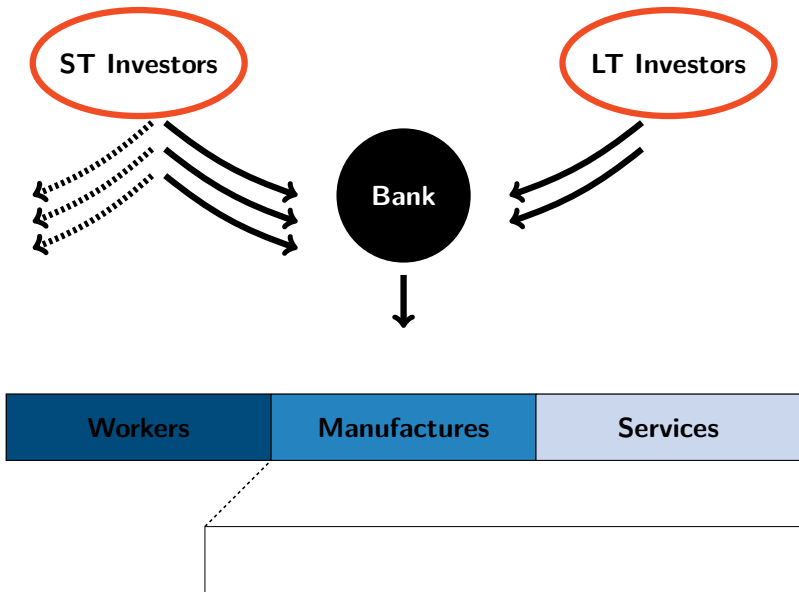 ST Investors
LT Investors
Bank
Workers
Manufactures
Services